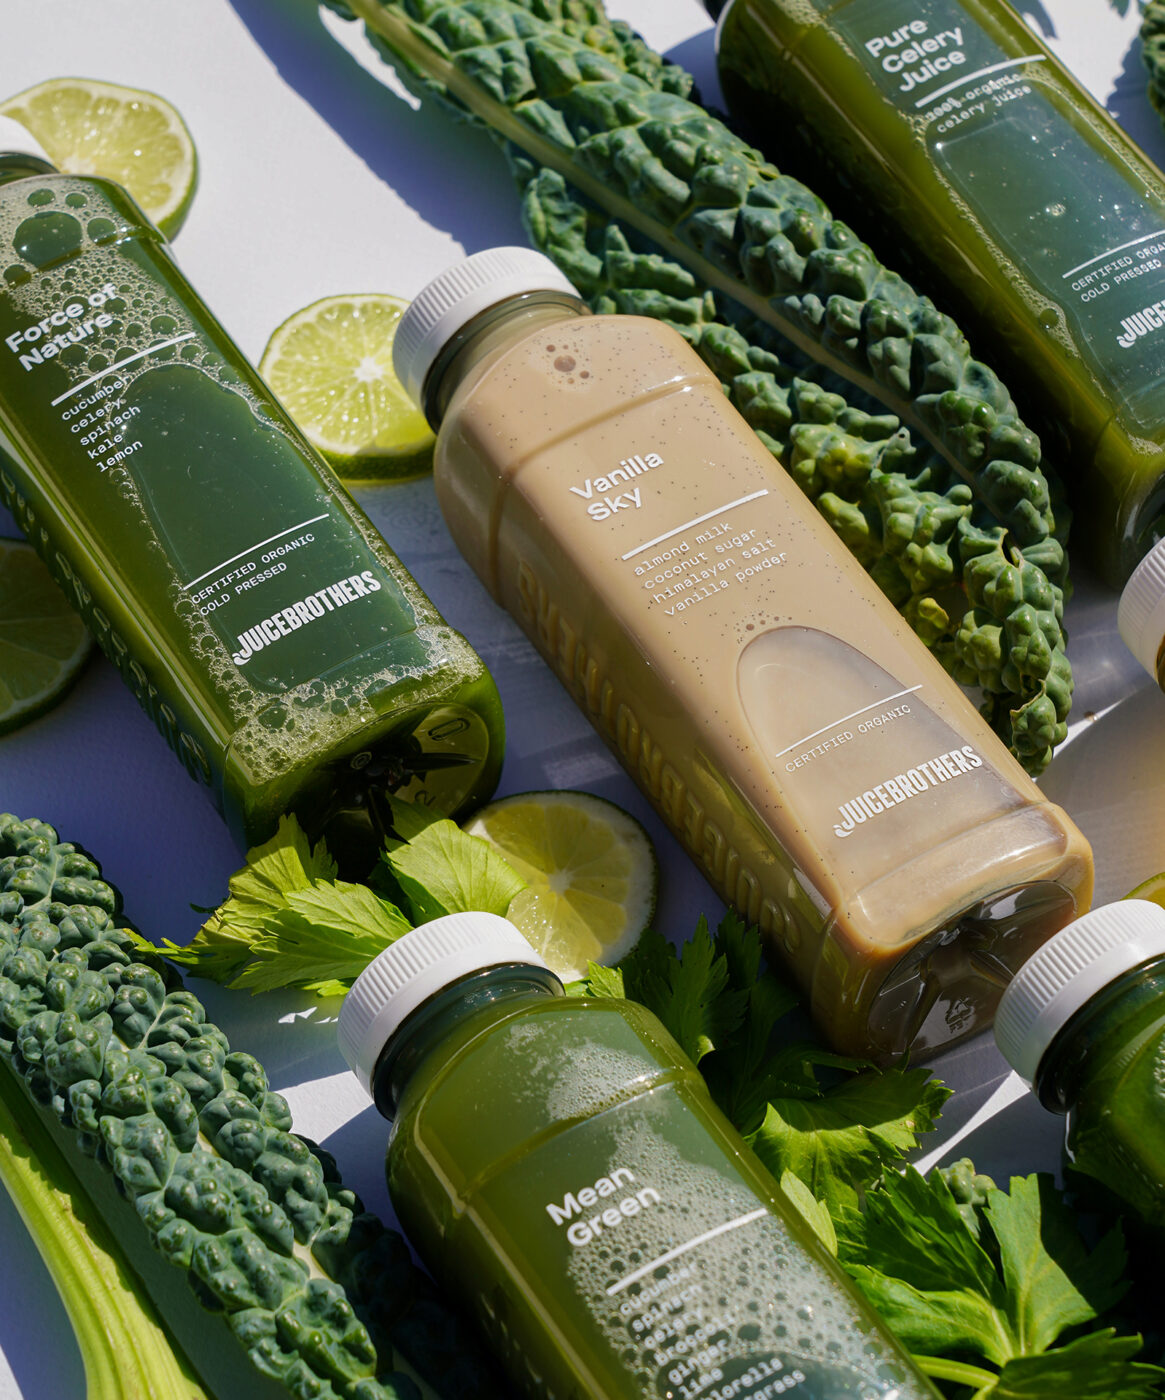 Pure
Celery
Juice
100% organic
celery juice
CERTIFIED ORGA
COLD PRESSED
JUICE
Force of
Nature
cucumber
celery
spinach
kale
lemon
CERTIFIED ORGANIC
COLD PRESSED
JUICEBROTHERS
Vanilla
Sky
almond milk
coconut sugar
himalayan salt
vanilla powder
CERTIFIED ORGANIC
JUICEBROTHERS
JUICEBROTHERS
Mean
Green
cucumber
spinach
celery
broccoli
ginger
lime
chlorella